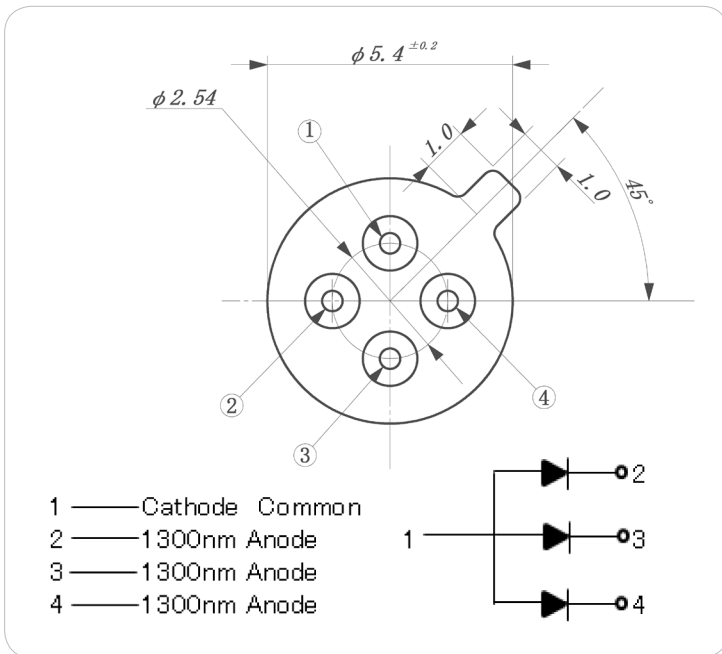 ϕ5.4 ±0.2
ϕ2.54
1.0
1.0
45°
①
②
③
④
1 Cathode Common
2 1300nm Anode
3 1300nm Anode
4 1300nm Anode
1
2
3
4